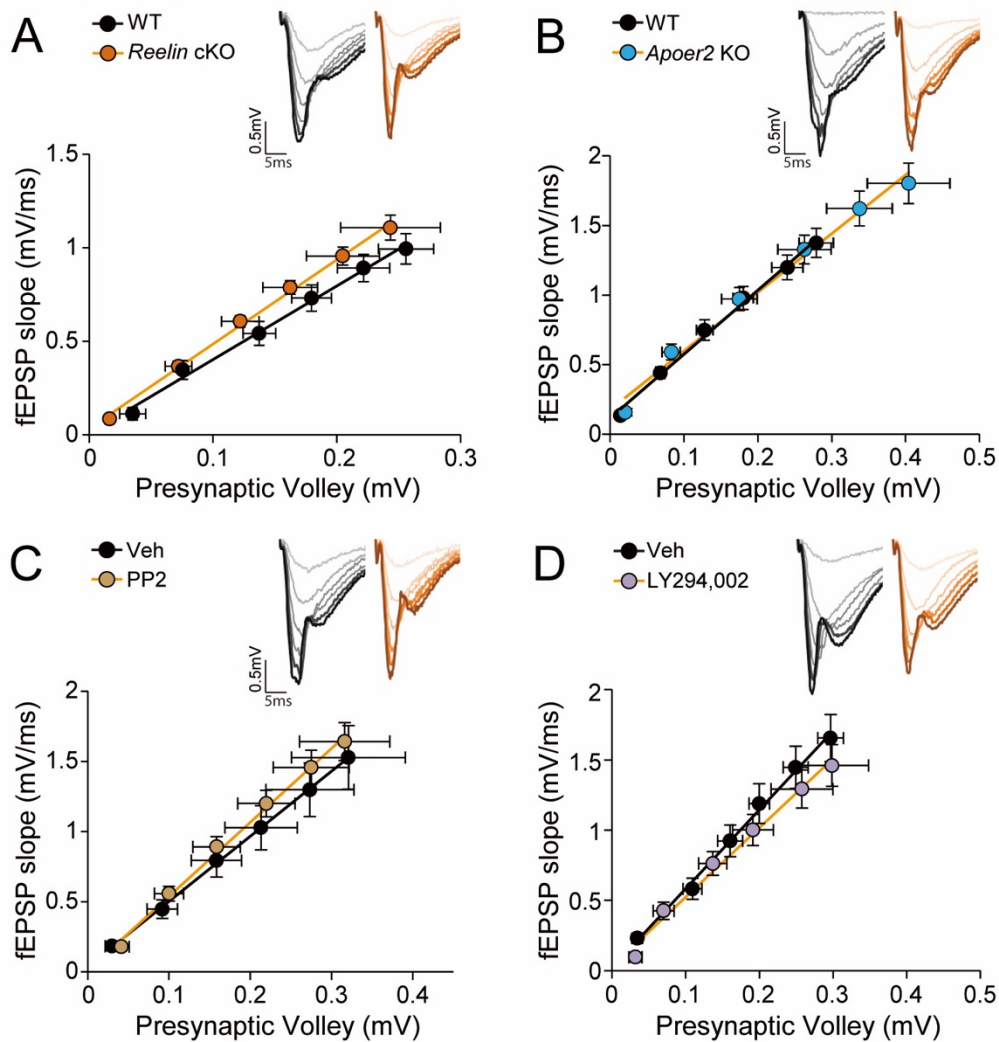 A
WT
Reelin cKO
0.5mV
5ms
1.5
1
0.5
0
fEPSP slope (mV/ms)
0
0.1
0.2
0.3
Presynaptic Volley (mV)
B
WT
Apoer2 KO
0.5mV
5ms
2
1.5
1
0.5
0
fEPSP slope (mV/ms)
0
0.1
0.2
0.3
0.4
0.5
Presynaptic Volley (mV)
C
Veh
PP2
0.5mV
5ms
2
1.5
1
0.5
0
fEPSP slope (mV/ms)
0
0.1
0.2
0.3
0.4
Presynaptic Volley (mV)
D
Veh
LY294,002
0.5mV
5ms
2
1.5
1
0.5
0
fEPSP slope (mV/ms)
0
0.1
0.2
0.3
0.4
0.5
Presynaptic Volley (mV)